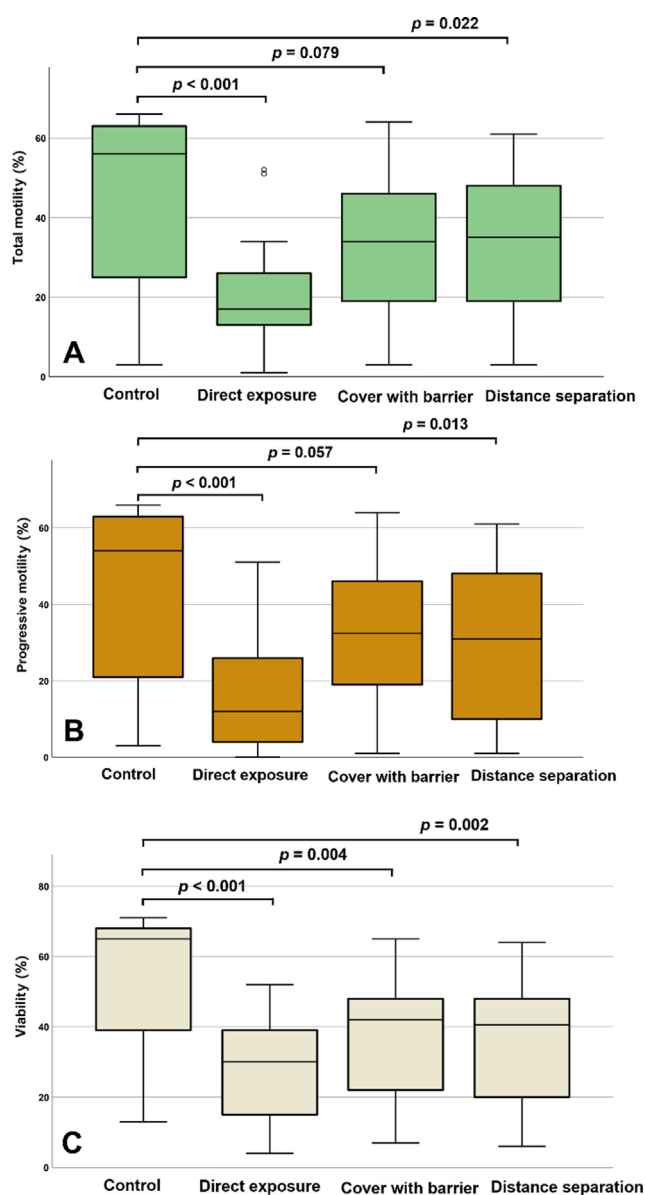 p = 0.022
p = 0.079
p < 0.001
Total motility (%)
60
40
20
0
A
Control Direct exposure Cover with barrier Distance separation
p = 0.013
p = 0.057
p < 0.001
Progressive motility (%)
60
40
20
0
B
Control Direct exposure Cover with barrier Distance separation
p = 0.002
p = 0.004
p < 0.001
Viability (%)
80
60
40
20
0
C
Control Direct exposure Cover with barrier Distance separation